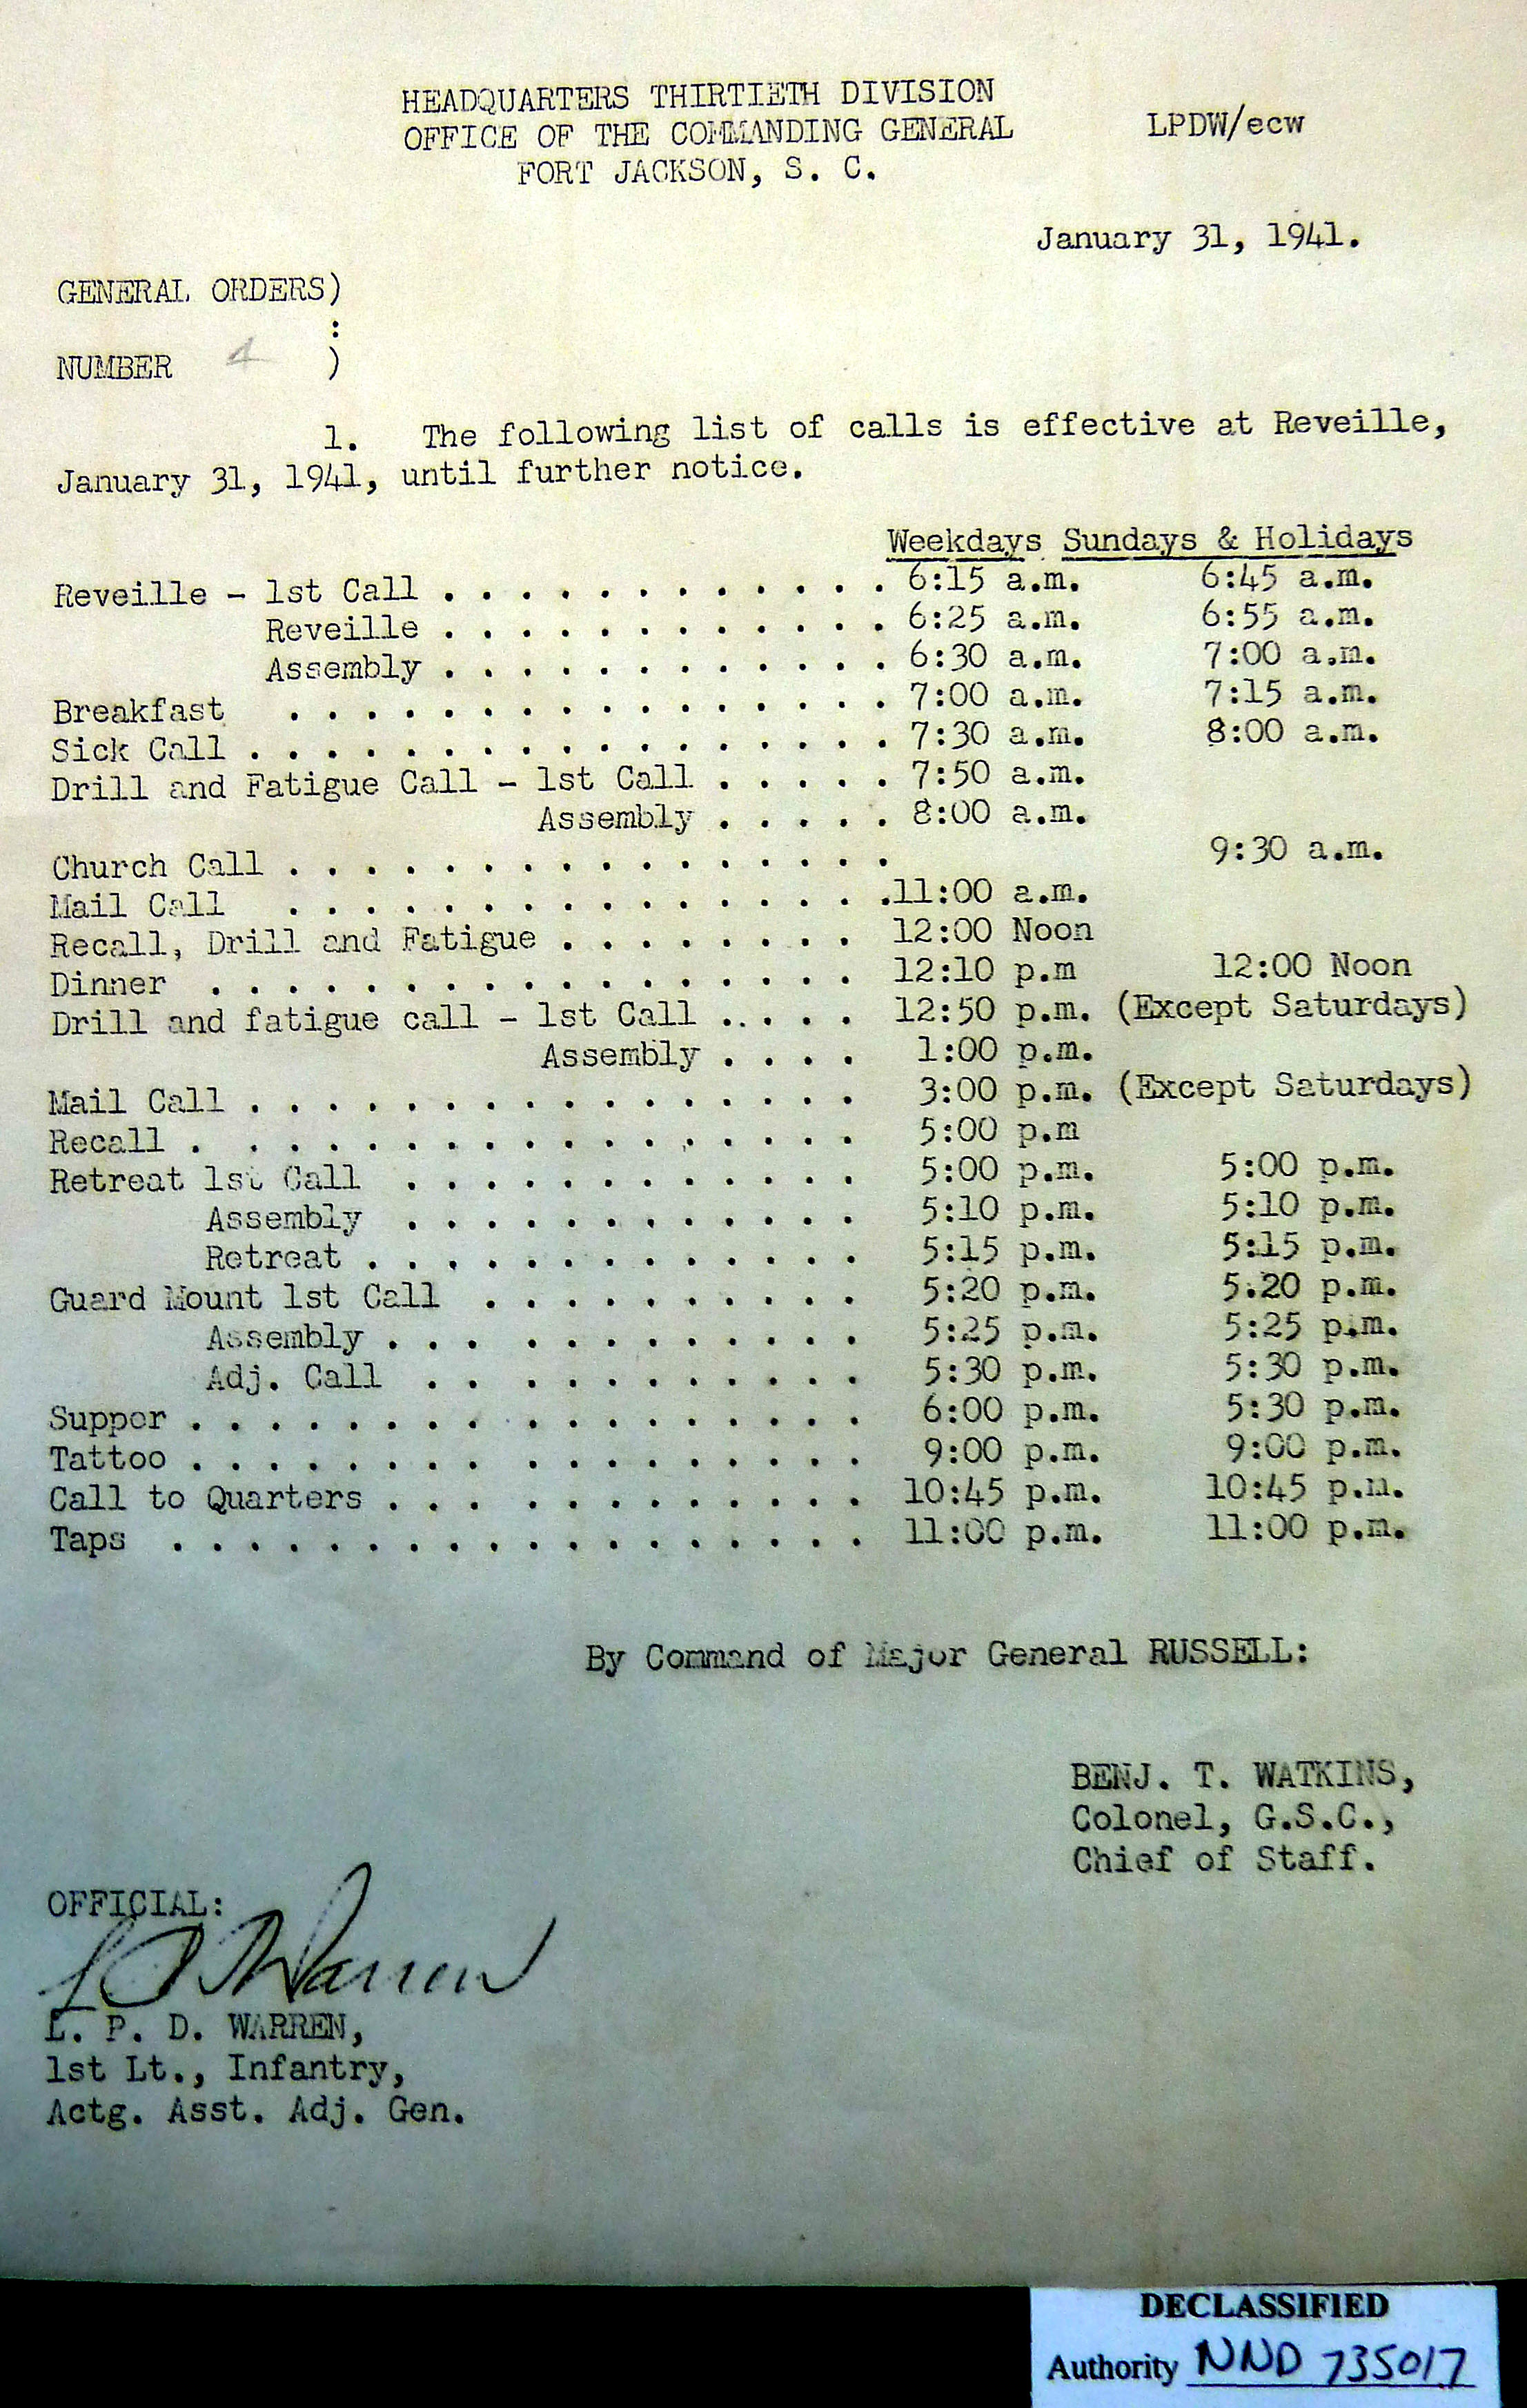 HEADQUARTERS THIRTIETH DIVISION
OFFICE OF THE COMMANDING GENERAL LPDW/ecw
FORT JACKSON, S. C.
January 31, 1941.
GENERAL ORDERS)
:
NUMBER 4 )
1. The following list of calls is effective at Reveille,
January 31, 1941, until further notice.
Weekdays Sundays & Holidays
Reveille - 1st Call . . . . . . . . . . . . 6:15 a.m. 6:45 a.m.
Reveille . . . . . . . . . . . . 6:25 a.m. 6:55 a.m.
Assembly . . . . . . . . . . . . 6:30 a.m. 7:00 a.m.
Breakfast . . . . . . . . . . . . . . . . 7:00 a.m. 7:15 a.m.
Sick Call . . . . . . . . . . . . . . . . . 7:30 a.m. 8:00 a.m.
Drill and Fatigue Call - 1st Call . . . . . 7:50 a.m.
Assembly . . . . . 8:00 a.m.
Church Call . . . . . . . . . . . . . . . . 9:30 a.m.
Mail Call . . . . . . . . . . . . . . . .11:00 a.m.
Recall, Drill and Fatigue . . . . . . . . 12:00 Noon
Dinner . . . . . . . . . . . . . . . . . 12:10 p.m 12:00 Noon
Drill and fatigue call - 1st Call . . . . . 12:50 p.m. (Except Saturdays)
Assembly . . . . 1:00 p.m.
Mail Call . . . . . . . . . . . . . . . . 3:00 p.m. (Except Saturdays)
Recall . . . . . . . . . . . . . . . . . 5:00 p.m
Retreat 1st Call . . . . . . . . . . . . 5:00 p.m. 5:00 p.m.
Assembly . . . . . . . . . . . . 5:10 p.m. 5:10 p.m.
Retreat . . . . . . . . . . . . . 5:15 p.m. 5:15 p.m.
Guard Mount 1st Call . . . . . . . . . . 5:20 p.m. 5.20 p.m.
Assembly . . . . . . . . . . . . 5:25 p.m. 5:25 p.m.
Adj. Call . . . . . . . . . . . 5:30 p.m. 5:30 p.m.
Supper . . . . . . . . . . . . . . . . . 6:00 p.m. 5:30 p.m.
Tattoo . . . . . . . . . . . . . . . . . 9:00 p.m. 9:00 p.m.
Call to Quarters . . . . . . . . . . . . 10:45 p.m. 10:45 p.m.
Taps . . . . . . . . . . . . . . . . . . 11:00 p.m. 11:00 p.m.
By Command of Major General RUSSELL:
BENJ. T. WATKINS,
Colonel, G.S.C.,
Chief of Staff.
OFFICIAL:
L P D Warren
L. P. D. WARREN,
1st Lt., Infantry,
Actg. Asst. Adj. Gen.
DECLASSIFIED
Authority NND 735017